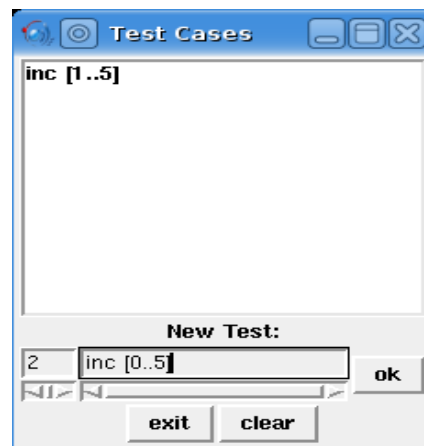 Test Cases
inc [1..5]
New Test:
2 inc [0..5]
ok
exit clear